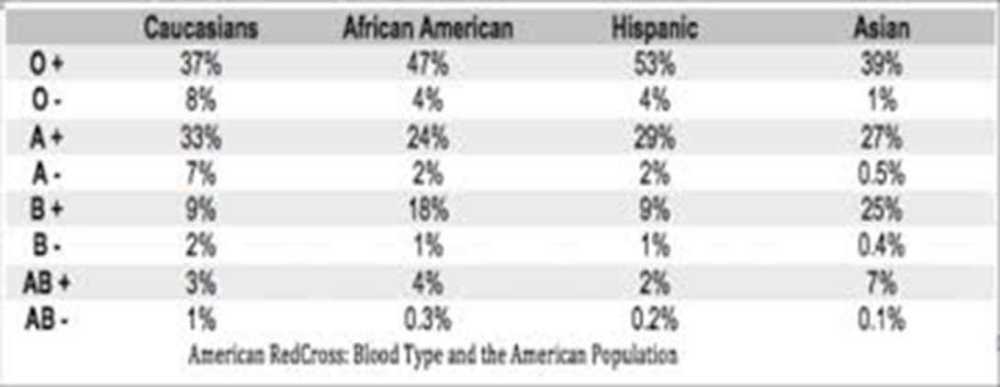 Caucasians African American Hispanic Asian
O + 37% 47% 53% 39%
O - 8% 4% 4% 1%
A + 33% 24% 29% 27%
A - 7% 2% 2% 0.5%
B + 9% 18% 9% 25%
B - 2% 1% 1% 0.4%
AB + 3% 4% 2% 7%
AB - 1% 0.3% 0.2% 0.1%
American RedCross: Blood Type and the American Population